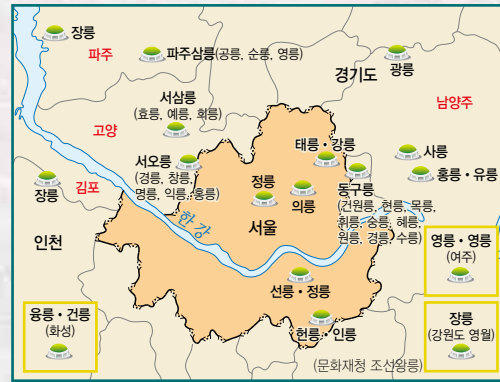 장릉
파주
파주삼릉(공릉, 순릉, 영릉)
경기도
광릉
남양주
서삼릉
(효릉, 예릉, 희릉)
고양
태릉·강릉
사릉
홍릉·유릉
서오릉
(경릉, 창릉,
명릉, 익릉, 홍릉)
장릉
김포
정릉
의릉
동구릉
(건원릉, 현릉, 목릉,
휘릉, 숭릉, 혜릉,
원릉, 경릉, 수릉)
한강
서울
인천
영릉·영릉
(여주)
선릉·정릉
융릉·건릉
(화성)
헌릉·인릉
장릉
(강원도 영월)
(문화재청 조선왕릉)